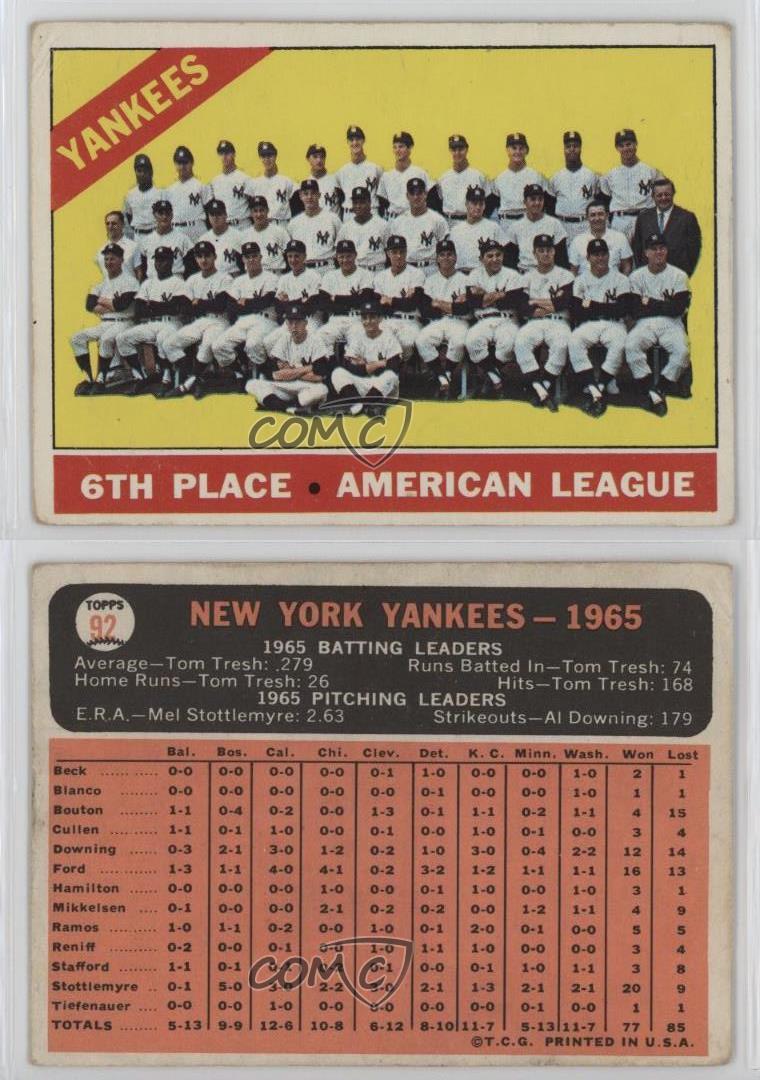 YANKEES
COMC
6TH PLACE • AMERICAN LEAGUE
TOPPS
92
NEW YORK YANKEES — 1965
1965 BATTING LEADERS
Average—Tom Tresh: .279 Runs Batted In—Tom Tresh: 74
Home Runs—Tom Tresh: 26 Hits—Tom Tresh: 168
1965 PITCHING LEADERS
E.R.A.—Mel Stottlemyre: 2.63 Strikeouts—Al Downing: 179
Bal. Bos. Cal. Chi. Clev. Det. K. C. Minn. Wash. Won Lost
Beck 0-0 0-0 0-0 0-0 0-1 1-0 0-0 0-0 1-0 2 1
Blanco 0-0 0-0 0-0 0-0 0-0 0-1 0-0 0-0 1-0 1 1
Bouton 1-1 0-4 0-2 0-0 1-3 0-1 1-1 0-2 1-1 4 15
Cullen 1-1 0-1 1-0 0-0 0-1 0-0 1-0 0-1 0-0 3 4
Downing 0-3 2-1 3-0 1-2 0-2 1-0 3-0 0-4 2-2 12 14
Ford 1-3 1-1 4-0 4-1 0-2 3-2 1-2 1-1 1-1 16 13
Hamilton 0-0 0-0 0-0 1-0 0-0 0-1 1-0 0-0 1-0 3 1
Mikkelsen 0-1 0-0 0-0 2-1 0-2 0-2 0-0 1-2 1-1 4 9
Ramos 1-0 1-1 0-2 0-0 1-0 0-1 2-0 0-1 0-0 5 5
Reniff 0-2 0-0 0-1 0-0 1-0 1-1 1-0 0-0 0-0 3 4
Stafford 1-1 0-1 0-1 0-1 0-0 0-1 1-0 1-1 3 8
Stottlemyre 0-1 5-0 3-0 2-2 3-0 2-1 1-3 2-1 2-1 20 9
Tiefenauer 0-0 0-0 1-0 0-0 0-0 0-0 0-1 0-0 1 1
TOTALS 5-13 9-9 12-6 10-8 6-12 8-10 11-7 5-13 11-7 77 85
COMC
©T.C.G. PRINTED IN U.S.A.